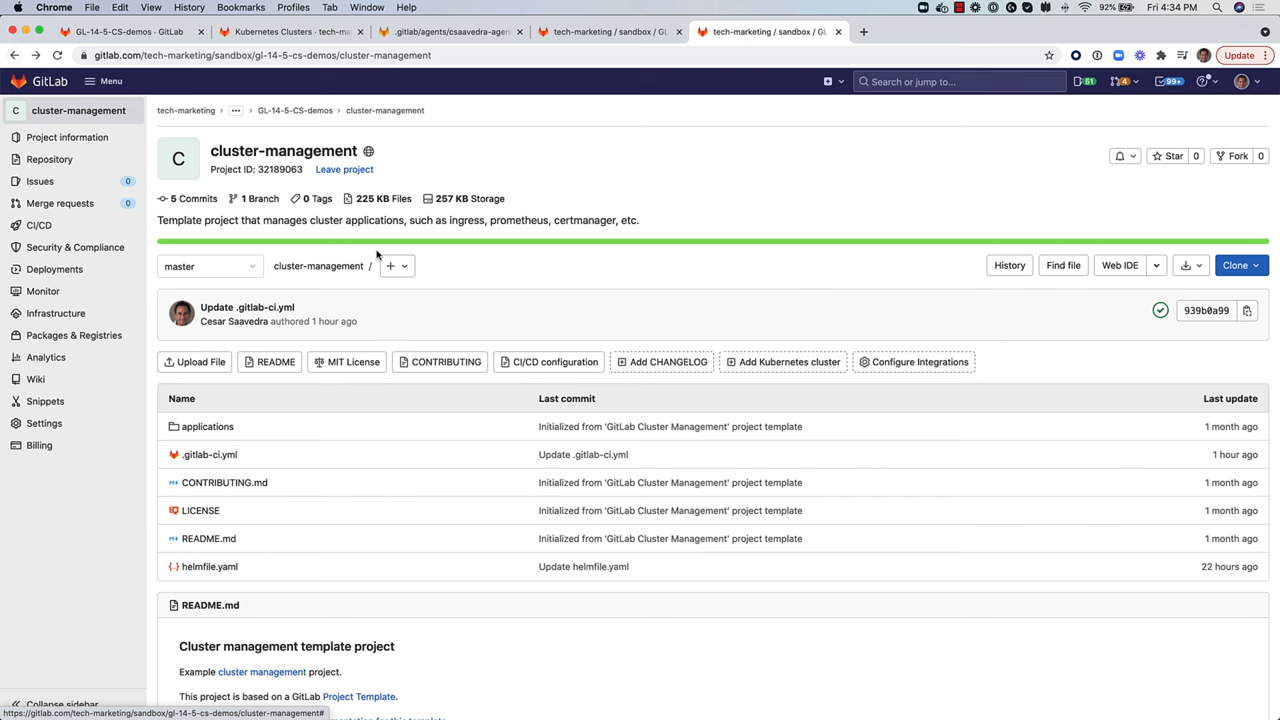 Chrome File Edit View History Bookmarks Profiles Tab Window Help 92% Fri 4:34 PM
GL-14-5-CS-demos · GitLab Kubernetes Clusters · tech-m .gitlab/agents/csaavedra-agen tech-marketing / sandbox / GL tech-marketing / sandbox / GL
gitlab.com/tech-marketing/sandbox/gl-14-5-cs-demos/cluster-management Update
GitLab Menu Search or jump to... 51 4 99+
C cluster-management
Project information
Repository
Issues 0
Merge requests 0
CI/CD
Security & Compliance
Deployments
Monitor
Infrastructure
Packages & Registries
Analytics
Wiki
Snippets
Settings
Billing
Collapse sidebar
tech-marketing › ••• › GL-14-5-CS-demos › cluster-management
C
cluster-management
Project ID: 32189063 Leave project
Star 0 Fork 0
5 Commits 1 Branch 0 Tags 225 KB Files 257 KB Storage
Template project that manages cluster applications, such as ingress, prometheus, certmanager, etc.
master cluster-management / + History Find file Web IDE Clone
Update .gitlab-ci.yml
Cesar Saavedra authored 1 hour ago
939b0a99
Upload File README MIT License CONTRIBUTING CI/CD configuration Add CHANGELOG Add Kubernetes cluster Configure Integrations
Name Last commit Last update
applications Initialized from 'GitLab Cluster Management' project template 1 month ago
.gitlab-ci.yml Update .gitlab-ci.yml 1 hour ago
CONTRIBUTING.md Initialized from 'GitLab Cluster Management' project template 1 month ago
LICENSE Initialized from 'GitLab Cluster Management' project template 1 month ago
README.md Initialized from 'GitLab Cluster Management' project template 1 month ago
helmfile.yaml Update helmfile.yaml 22 hours ago
README.md
Cluster management template project
Example cluster management project.
This project is based on a GitLab Project Template.
https://gitlab.com/tech-marketing/sandbox/gl-14-5-cs-demos/cluster-management#